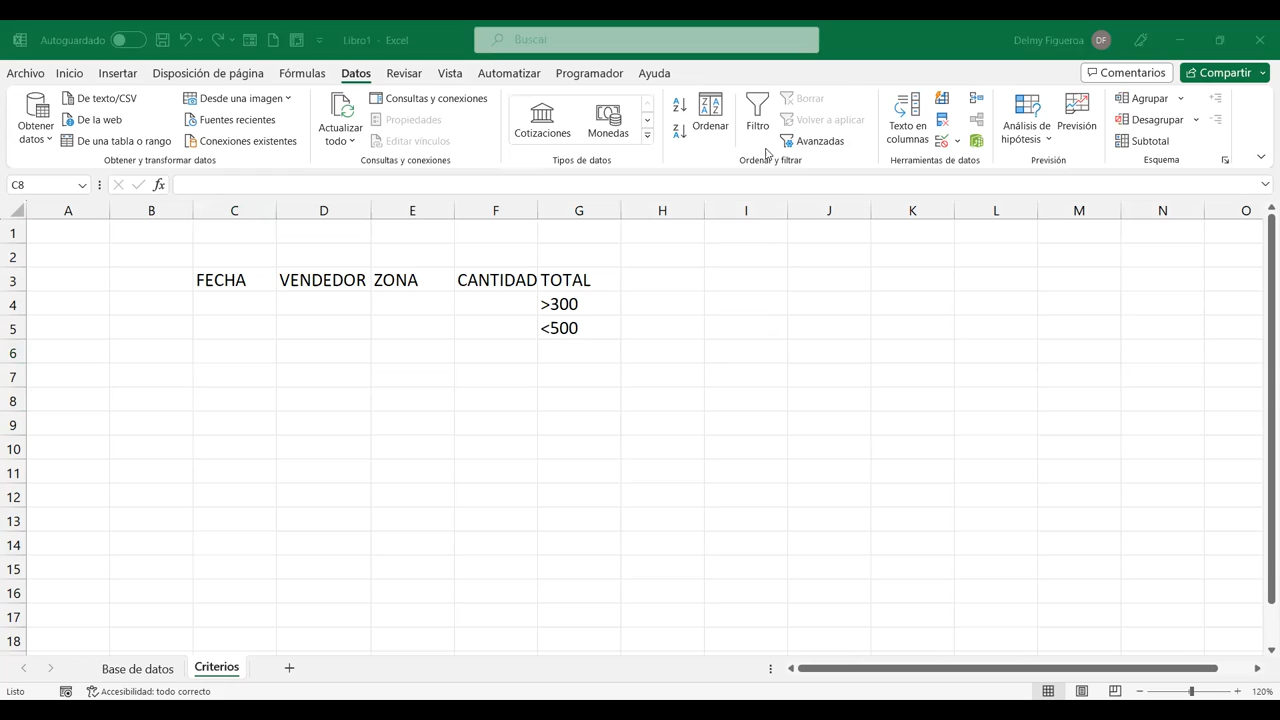 Autoguardado
Libro1 - Excel
Buscar
Delmy Figueroa DF
Archivo Inicio Insertar Disposición de página Fórmulas Datos Revisar Vista Automatizar Programador Ayuda
Comentarios Compartir
Obtener datos
De texto/CSV
De la web
De una tabla o rango
Desde una imagen
Fuentes recientes
Conexiones existentes
Obtener y transformar datos
Actualizar todo
Consultas y conexiones
Propiedades
Editar vínculos
Consultas y conexiones
Cotizaciones Monedas
Tipos de datos
Ordenar
Filtro
Borrar
Volver a aplicar
Avanzadas
Ordenar y filtrar
Texto en columnas
Herramientas de datos
Análisis de hipótesis
Previsión
Previsión
Agrupar
Desagrupar
Subtotal
Esquema
C8 fx
A B C D E F G H I J K L M N O
1
2
3 FECHA VENDEDOR ZONA CANTIDAD TOTAL
4 >300
5 <500
6
7
8
9
10
11
12
13
14
15
16
17
18
Base de datos Criterios
Listo Accesibilidad: todo correcto 120%